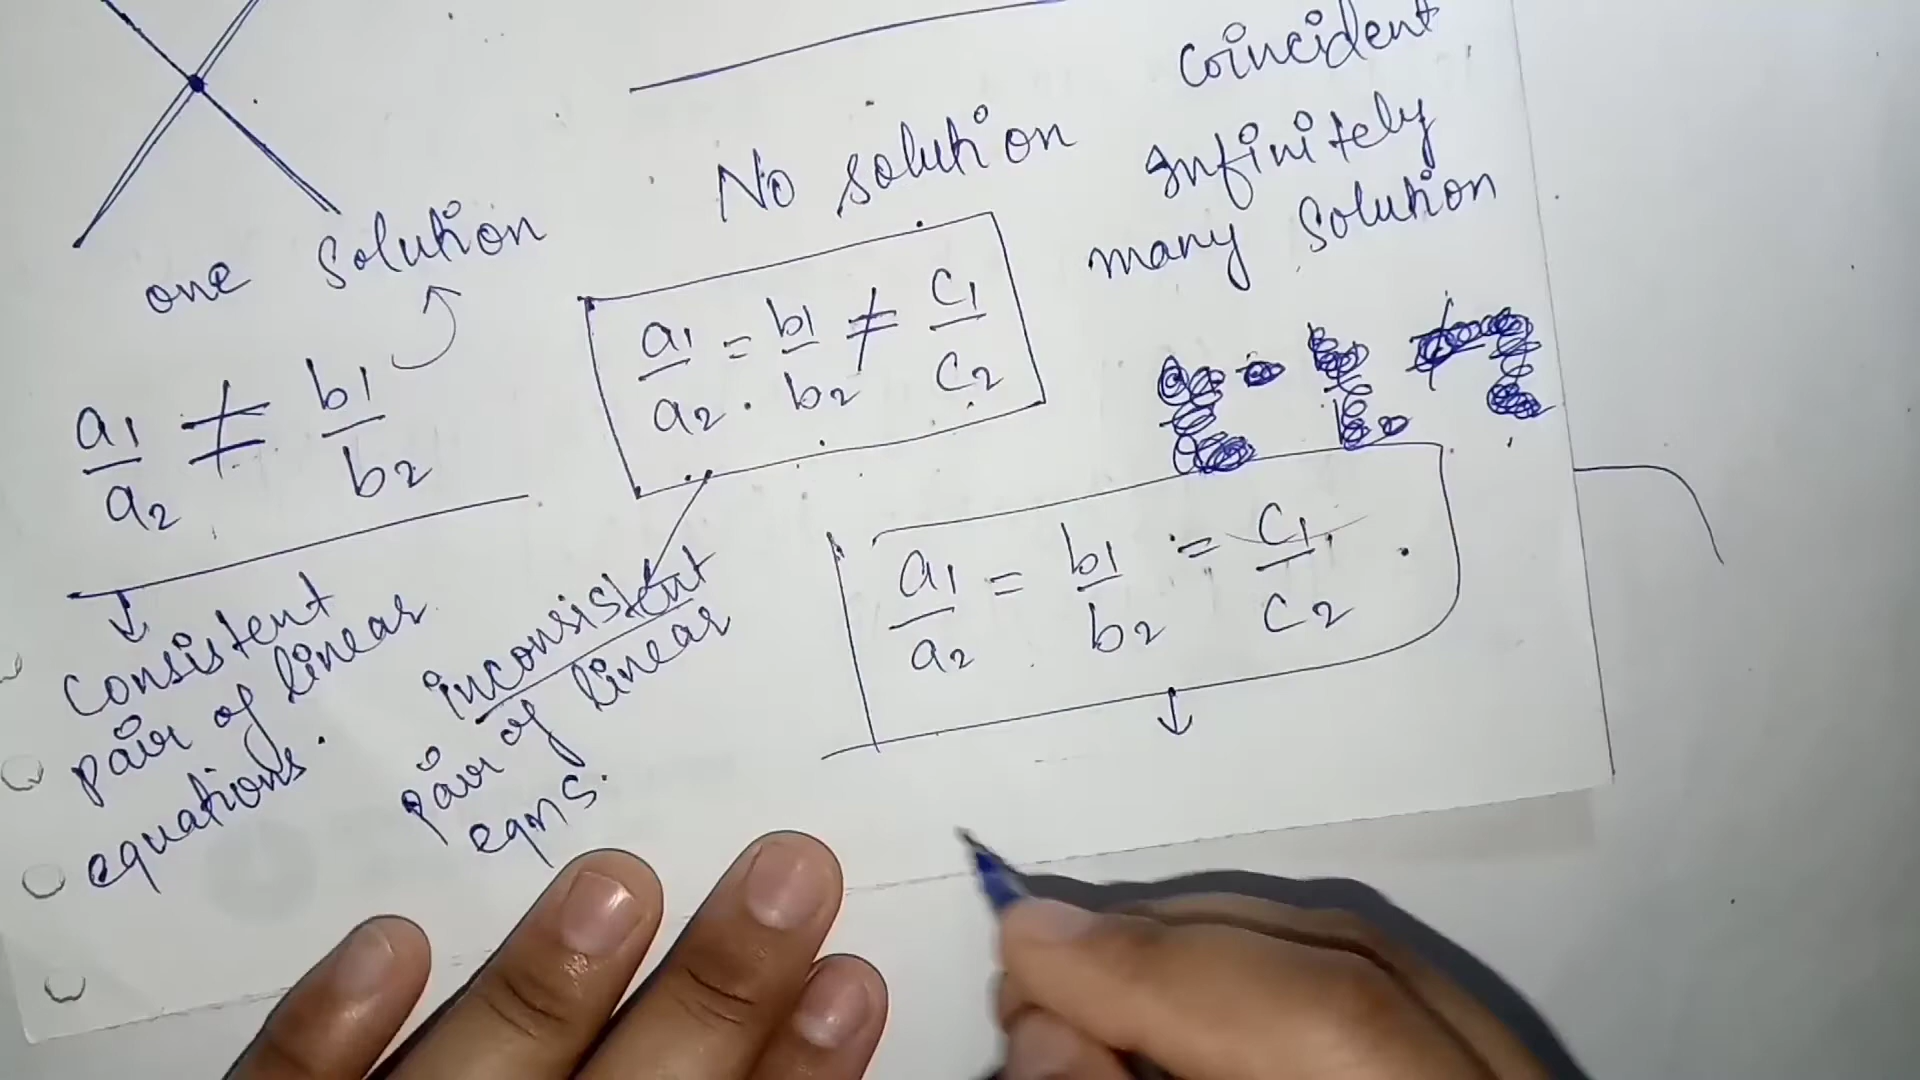 one Solution
a1/a2 ≠ b1/b2
Consistent
pair of linear
equations.
No solution
a1/a2 = b1/b2 ≠ c1/c2
inconsistent
pair of linear
eqns.
Coincident
Infinitely
many Solution
a1/a2 = b1/b2 = c1/c2